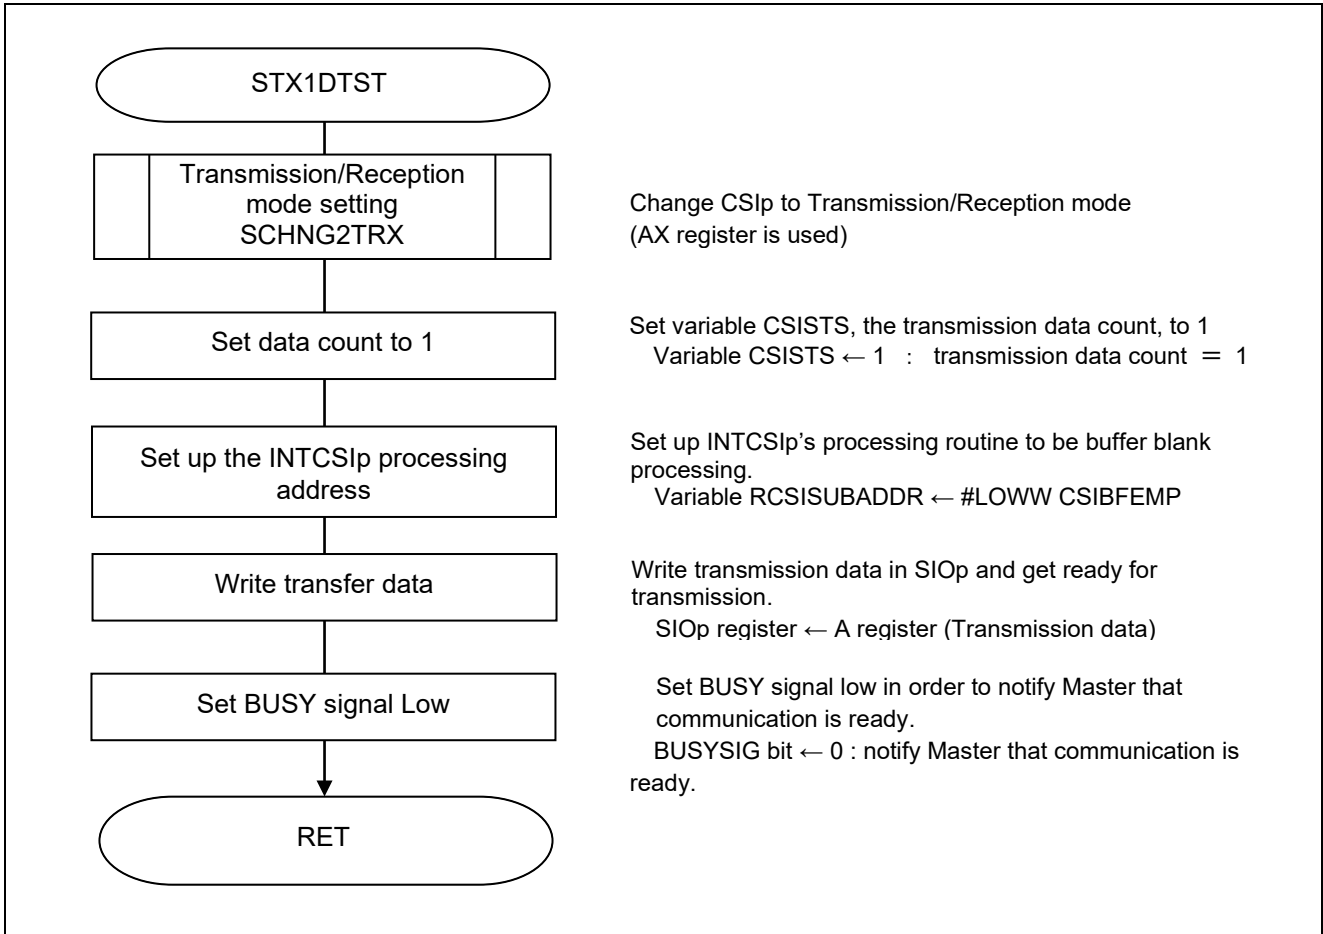 STX1DTST
Transmission/Reception
mode setting
SCHNG2TRX
Change CSIp to Transmission/Reception mode
(AX register is used)
Set data count to 1
Set variable CSISTS, the transmission data count, to 1
Variable CSISTS ← 1 : transmission data count ＝ 1
Set up the INTCSIp processing
address
Set up INTCSIp’s processing routine to be buffer blank
processing.
Variable RCSISUBADDR ← #LOWW CSIBFEMP
Write transfer data
Write transmission data in SIOp and get ready for
transmission.
SIOp register ← A register (Transmission data)
Set BUSY signal Low
Set BUSY signal low in order to notify Master that
communication is ready.
BUSYSIG bit ← 0 : notify Master that communication is
ready.
RET